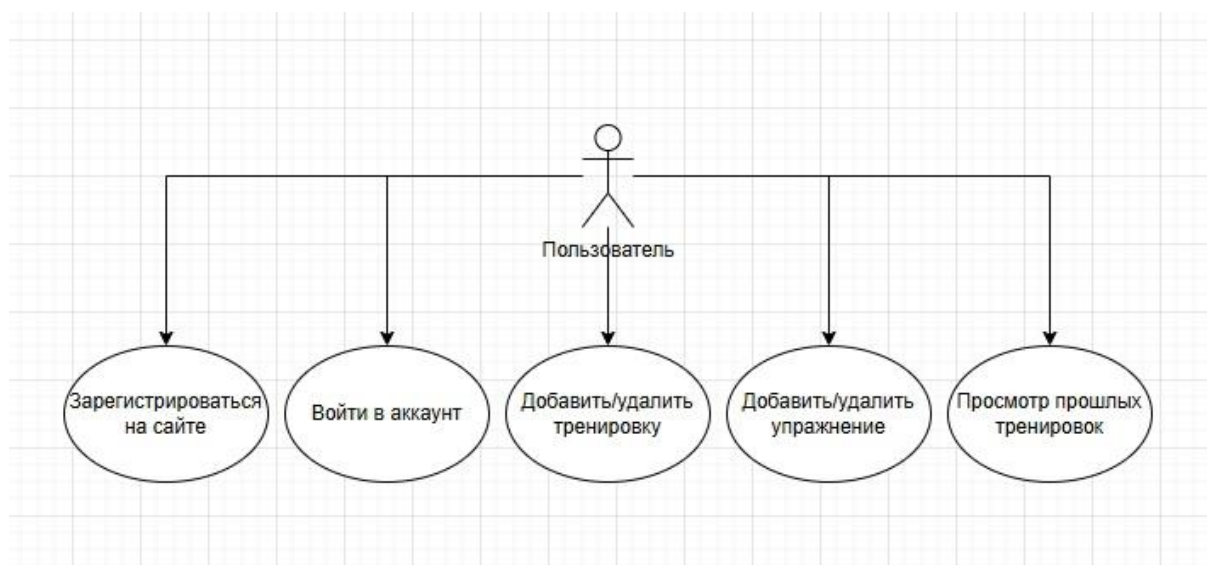 Пользователь
Зарегистрироваться
на сайте
Войти в аккаунт
Добавить/удалить
тренировку
Добавить/удалить
упражнение
Просмотр прошлых
тренировок